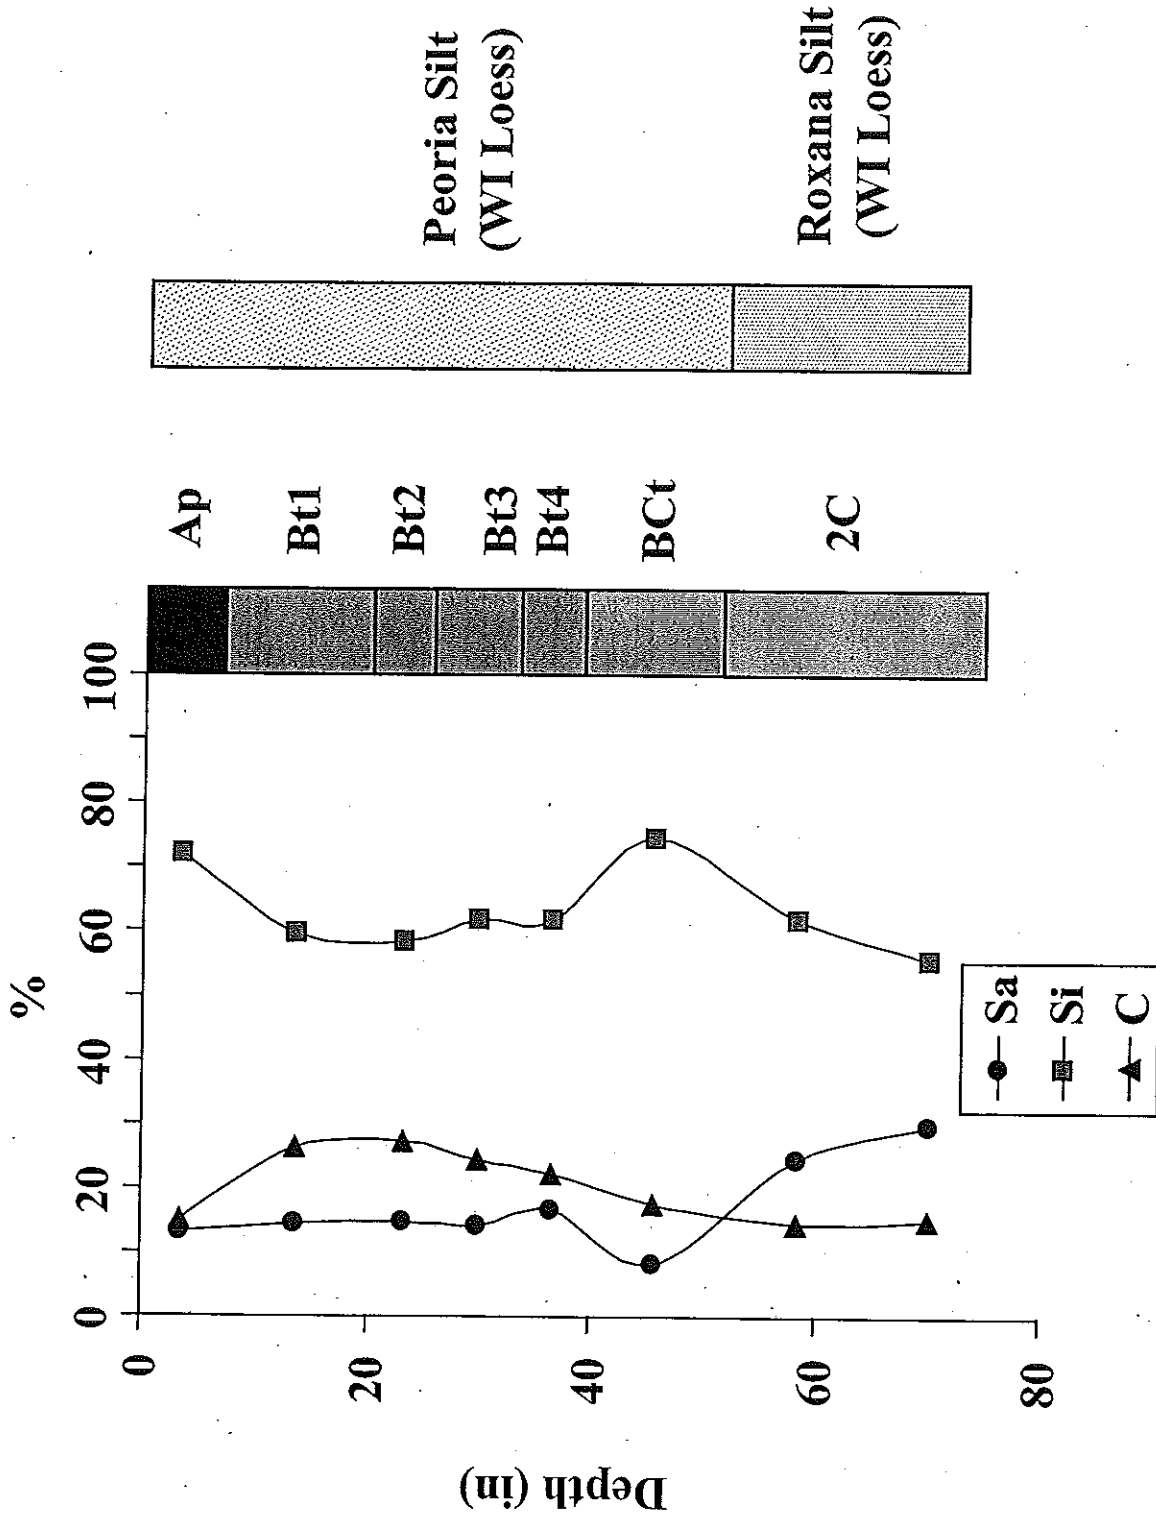 %
0 20 40 60 80 100
Depth (in)
0
20
40
60
80
Ap
Bt1
Bt2
Bt3
Bt4
BCt
2C
Peoria Silt
(WI Loess)
Roxana Silt
(WI Loess)
Sa
Si
C